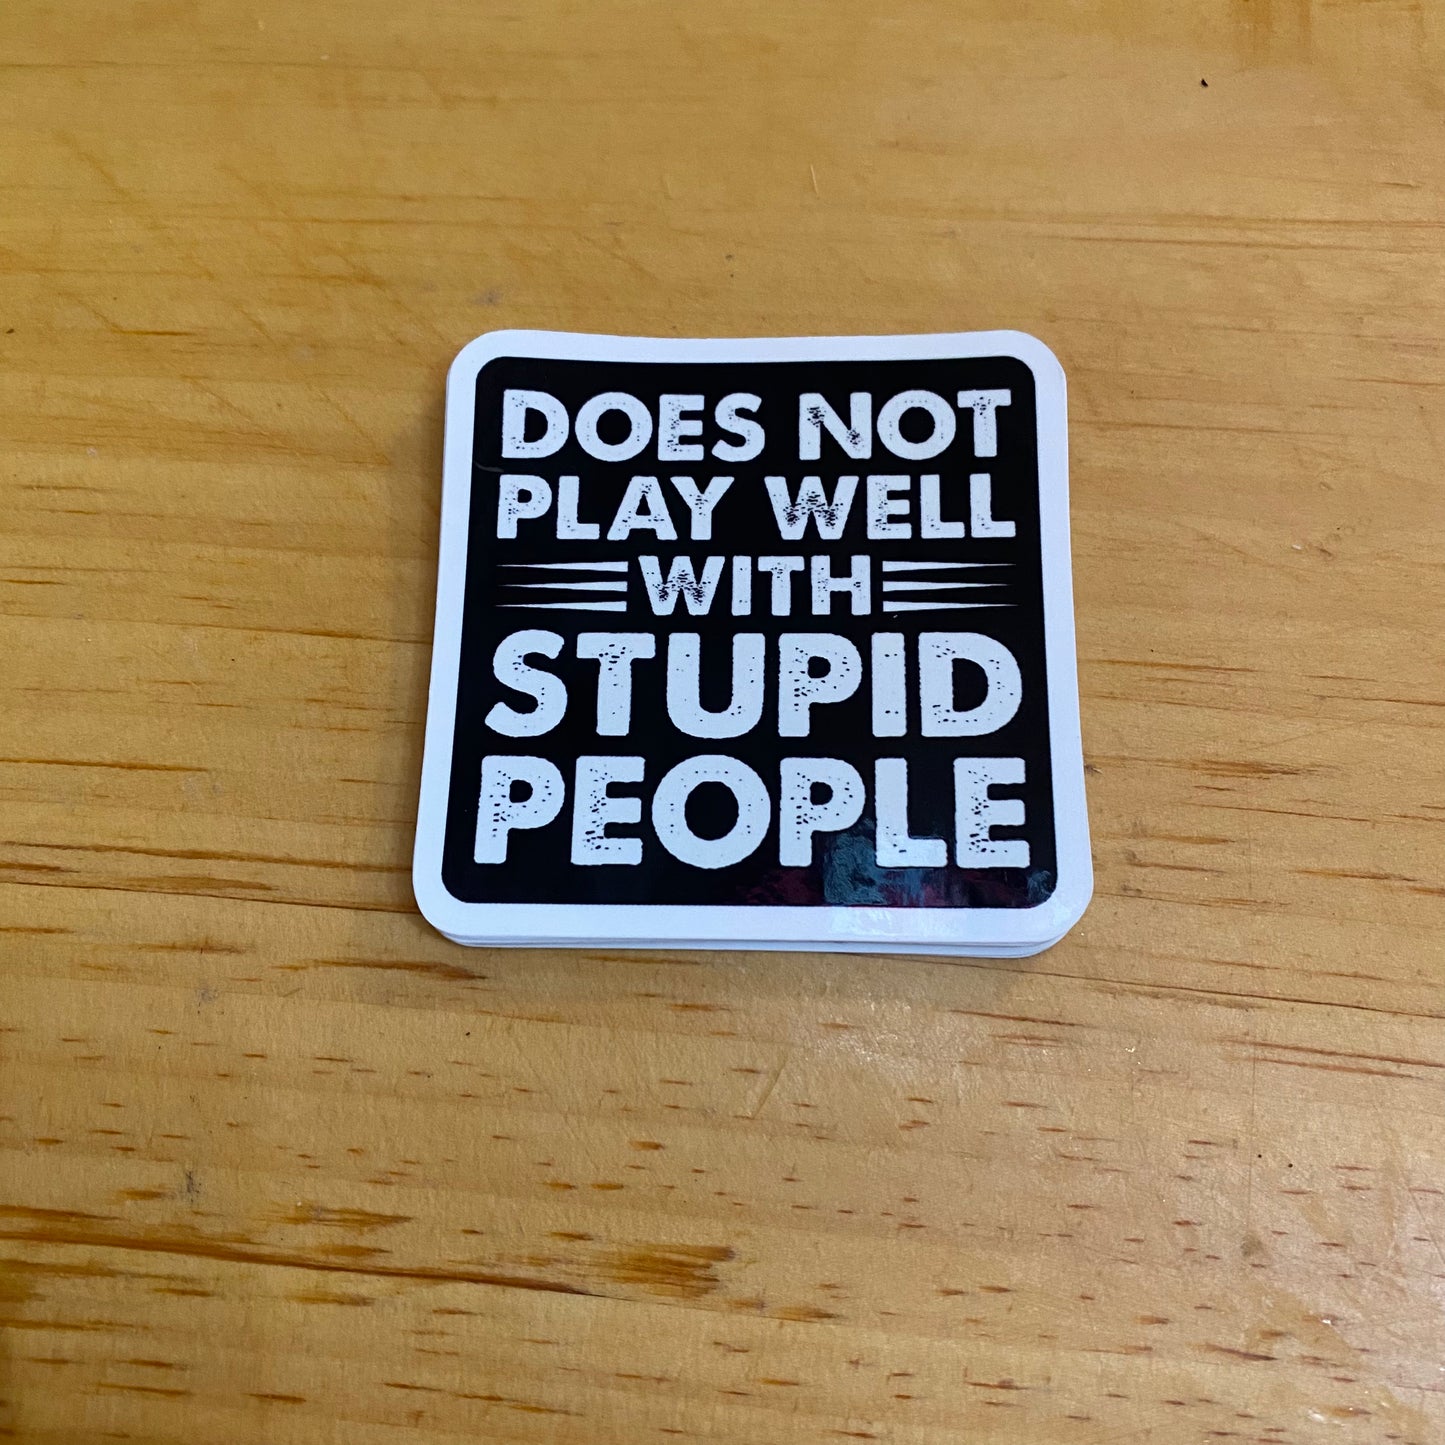 DOES NOT
PLAY WELL
WITH
STUPID
PEOPLE